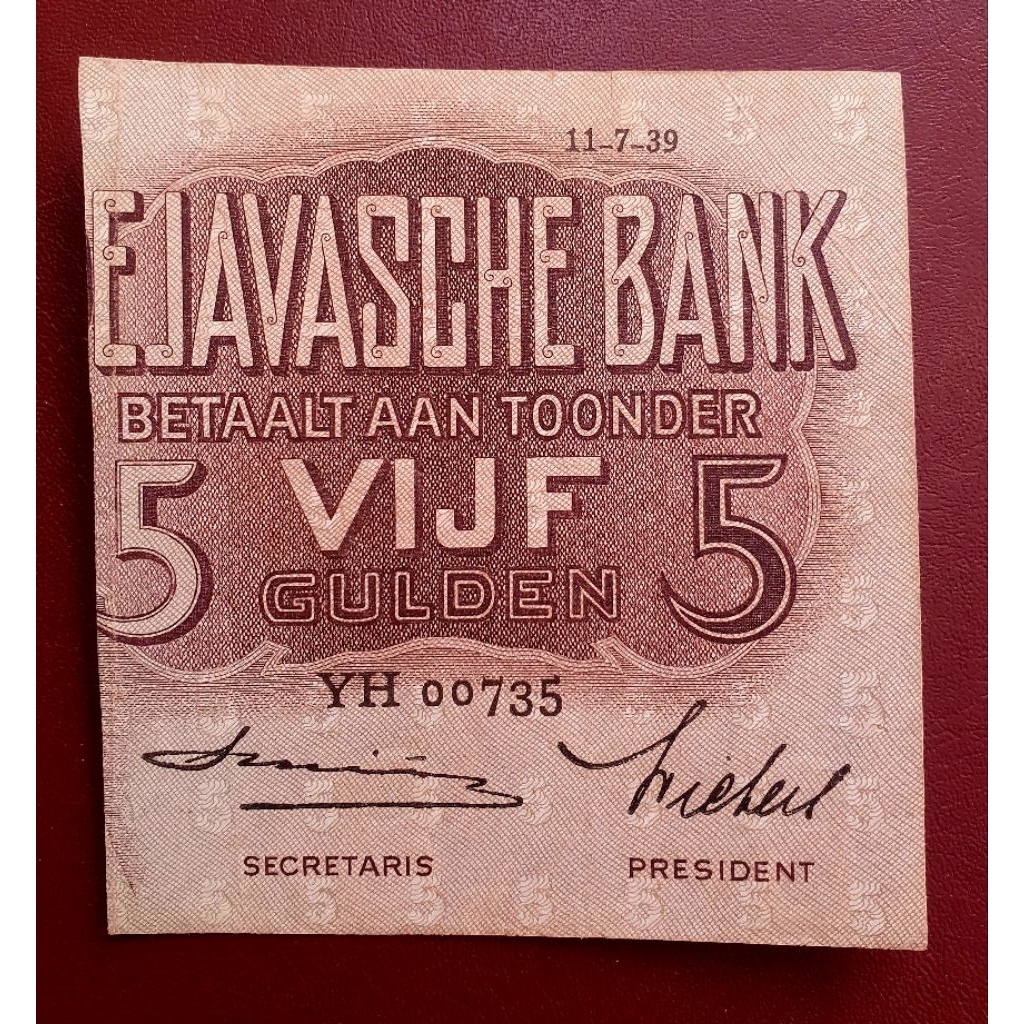 11-7-39
E JAVASCHE BANK
BETAALT AAN TOONDER
5 VIJF 5
GULDEN
YH 00735
SECRETARIS PRESIDENT